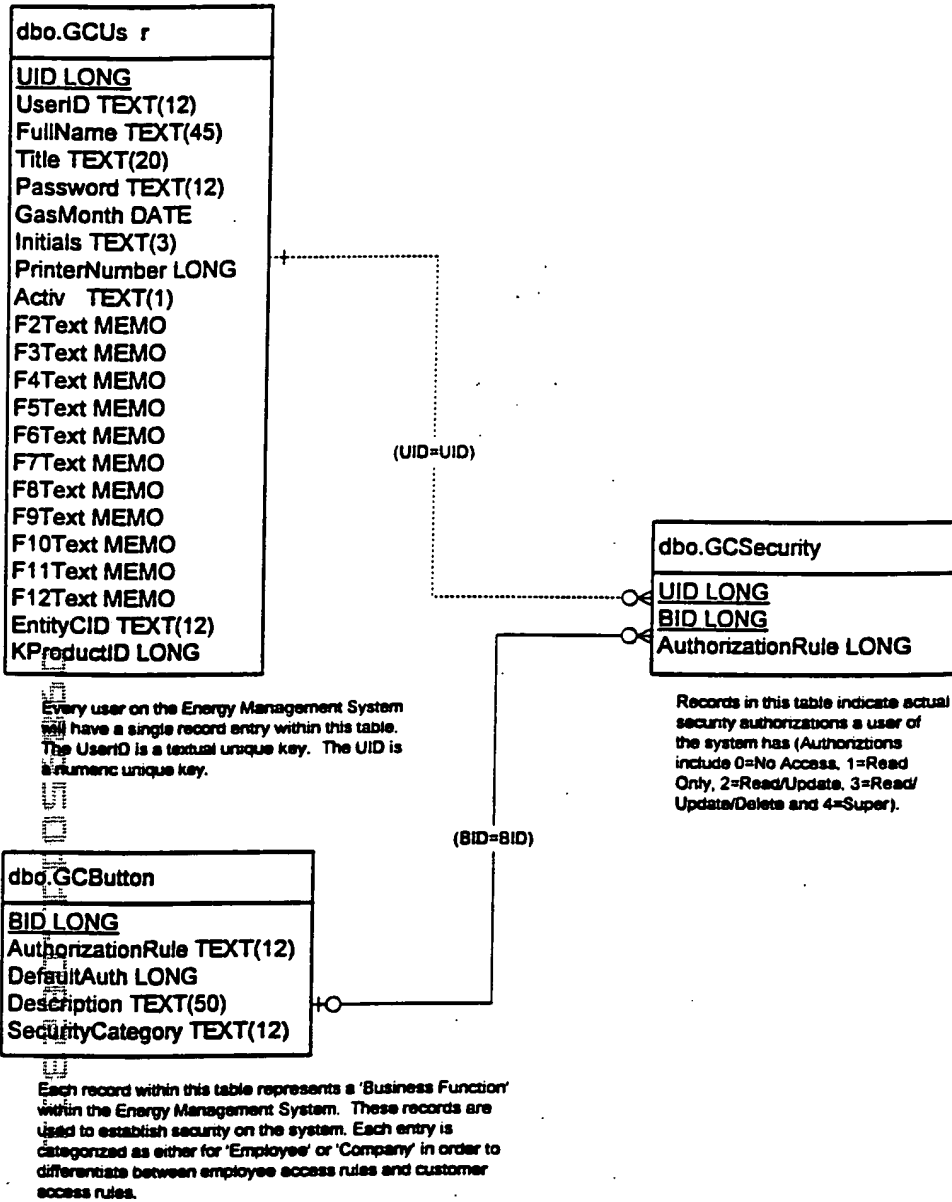 dbo.GCUs r
UID LONG
UserID TEXT(12)
FullName TEXT(45)
Title TEXT(20)
Password TEXT(12)
GasMonth DATE
Initials TEXT(3)
PrinterNumber LONG
Activ TEXT(1)
F2Text MEMO
F3Text MEMO
F4Text MEMO
F5Text MEMO
F6Text MEMO
F7Text MEMO
F8Text MEMO
F9Text MEMO
F10Text MEMO
F11Text MEMO
F12Text MEMO
EntityCID TEXT(12)
KProductID LONG
Every user on the Energy Management System
will have a single record entry within this table.
The UserID is a textual unique key. The UID is
a numeric unique key.
(UID=UID)
dbo.GCSecurity
UID LONG
BID LONG
AuthorizationRule LONG
Records in this table indicate actual
security authorizations a user of
the system has (Authoriztions
include 0=No Access, 1=Read
Only, 2=Read/Update, 3=Read/
Update/Delete and 4=Super).
(BID=BID)
dbo.GCButton
BID LONG
AuthorizationRule TEXT(12)
DefaultAuth LONG
Description TEXT(50)
SecurityCategory TEXT(12)
Each record within this table represents a 'Business Function'
within the Energy Management System. These records are
used to establish security on the system. Each entry is
categorized as either for 'Employee' or 'Company' in order to
differentiate between employee access rules and customer
access rules.